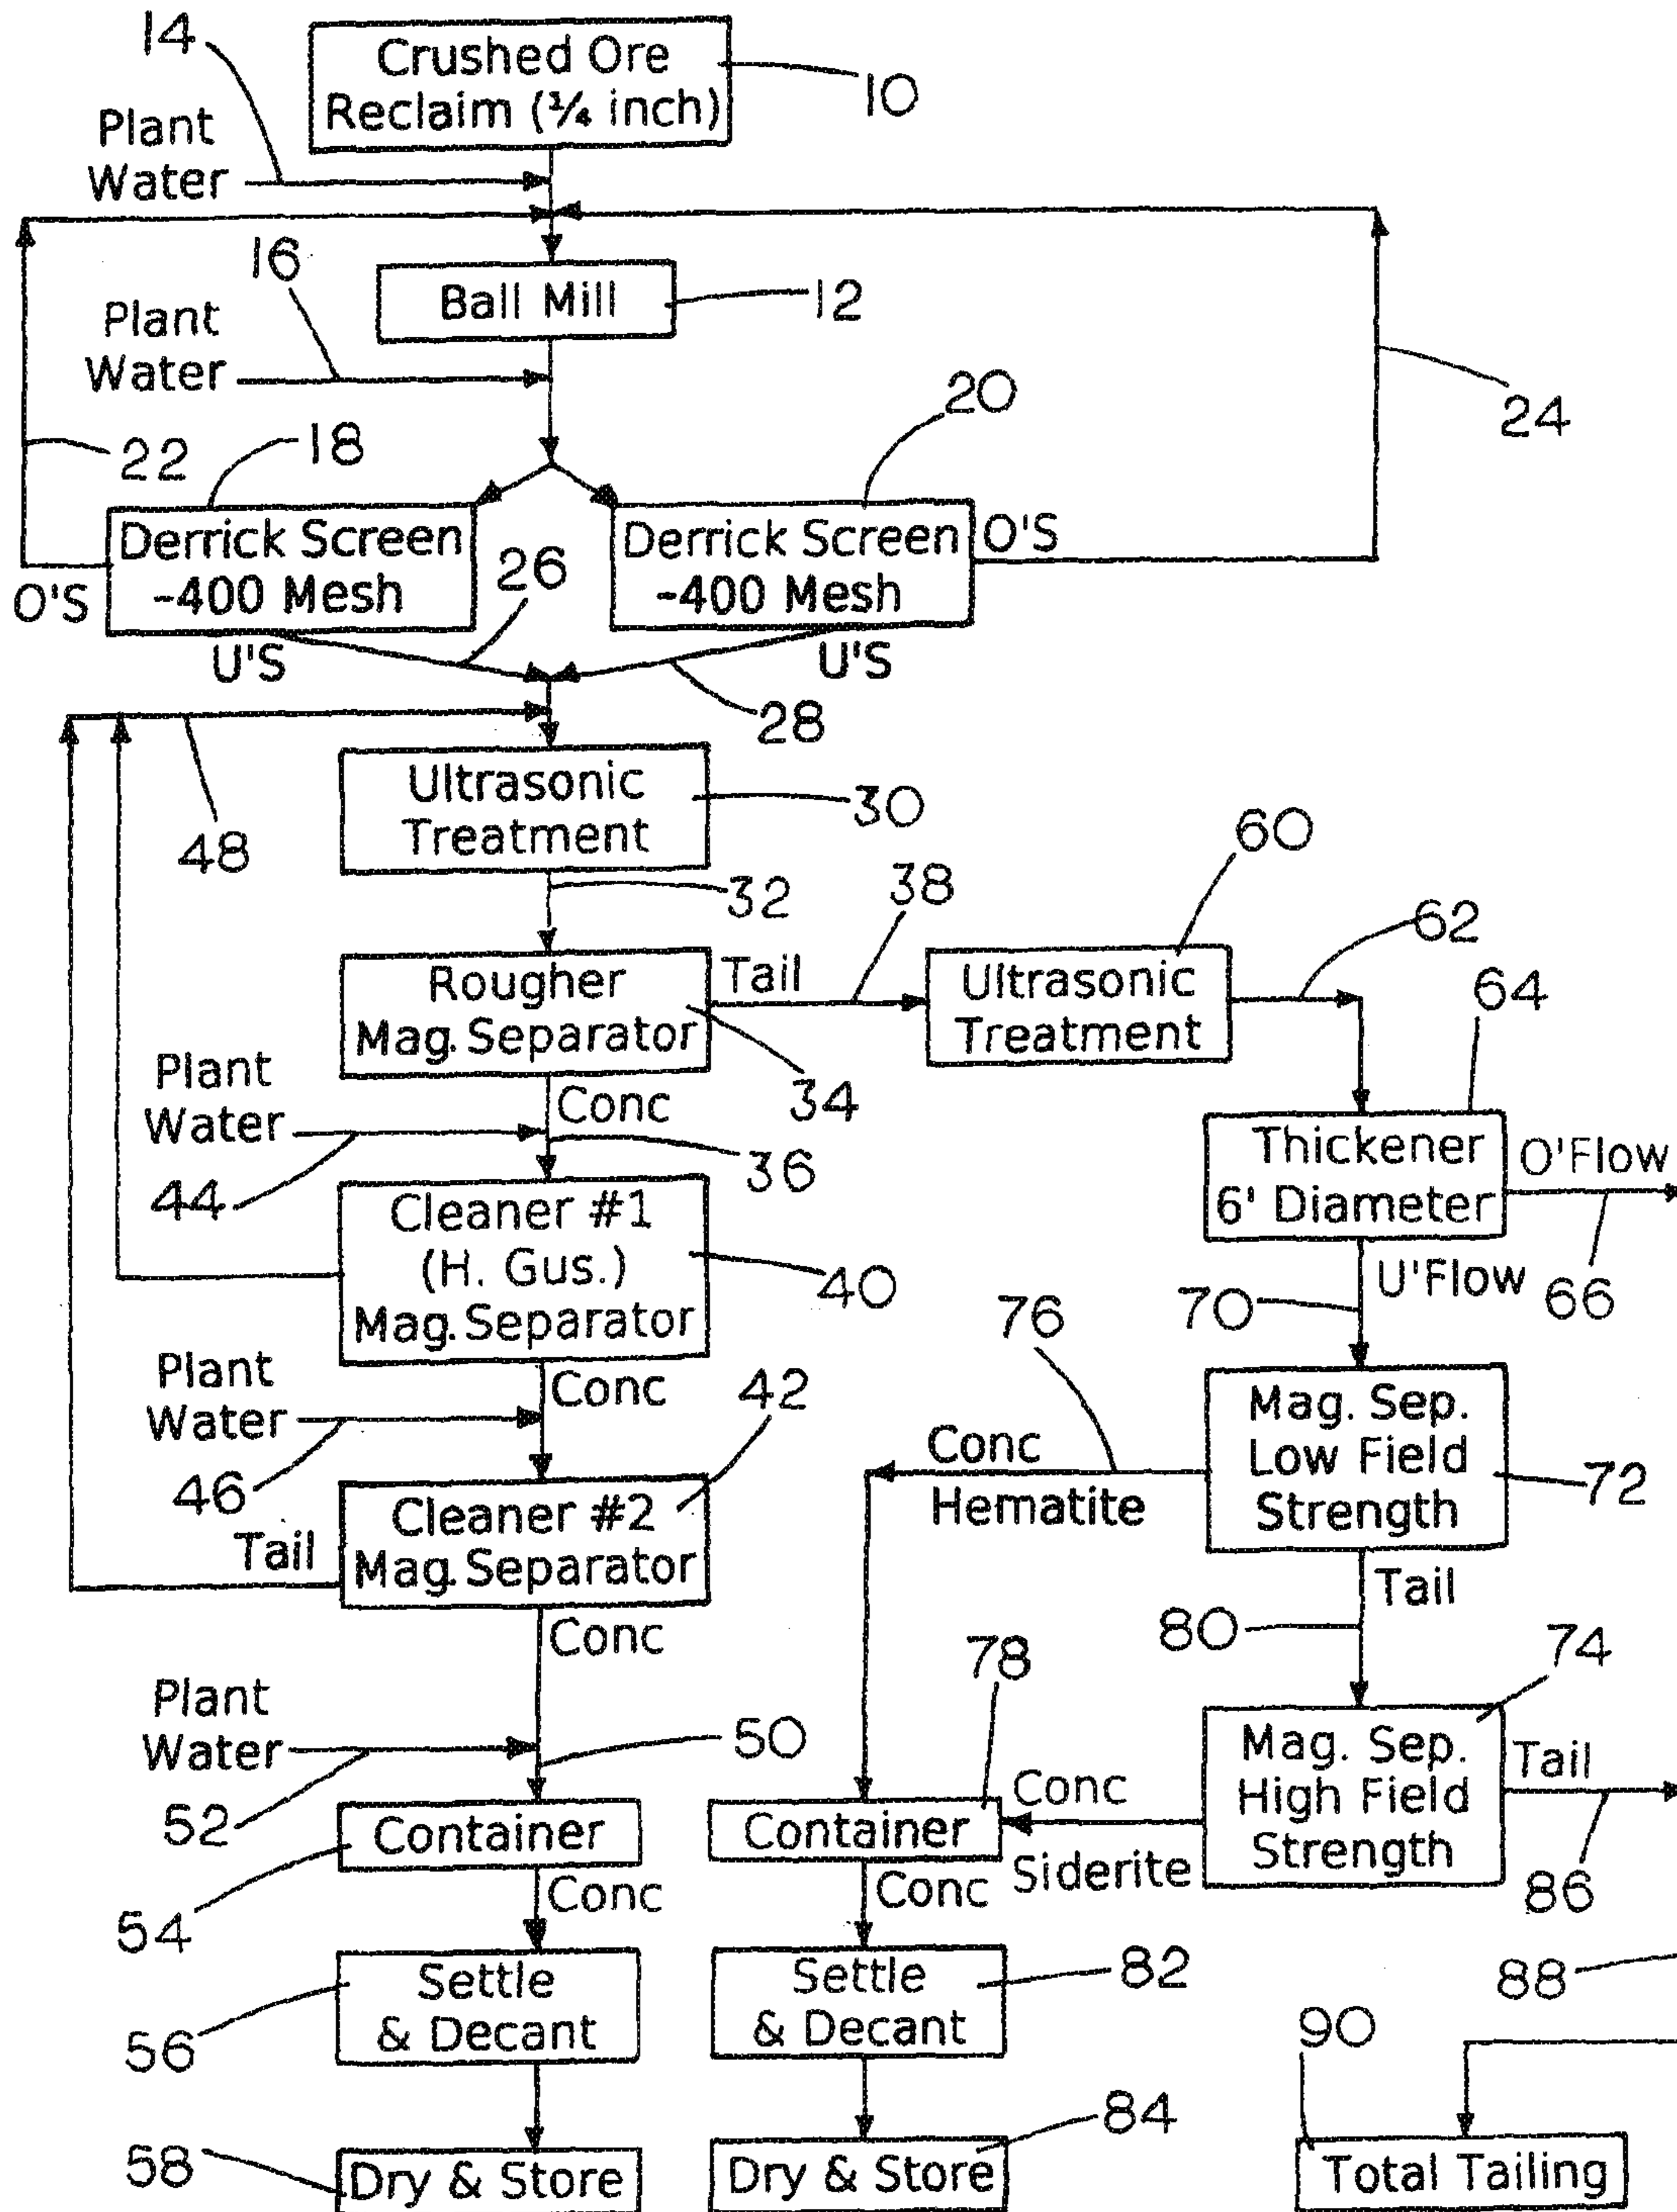 14
Crushed Ore
Reclaim (¾ inch)
10
Plant
Water
16
Ball Mill
12
Plant
Water
20
24
22
18
Derrick Screen
-400 Mesh
26
Derrick Screen
-400 Mesh
O'S
O'S
U'S
U'S
28
Ultrasonic
Treatment
30
48
60
32
38
62
Rougher
Mag. Separator
Tail
Ultrasonic
Treatment
64
34
Plant
Water
Conc
36
44
Thickener
6' Diameter
O'Flow
66
Cleaner #1
(H. Gus.)
Mag. Separator
40
U'Flow
70
76
Plant
Water
Conc
42
46
Mag. Sep.
Low Field
Strength
72
Conc
Hematite
Cleaner #2
Mag. Separator
Tail
Tail
80
Conc
78
74
Plant
Water
50
52
Mag. Sep.
High Field
Strength
Tail
86
Container
Container
Conc
Siderite
54
Conc
Conc
88
Settle
& Decant
56
Settle
& Decant
82
90
58
Dry & Store
Dry & Store
84
Total Tailing